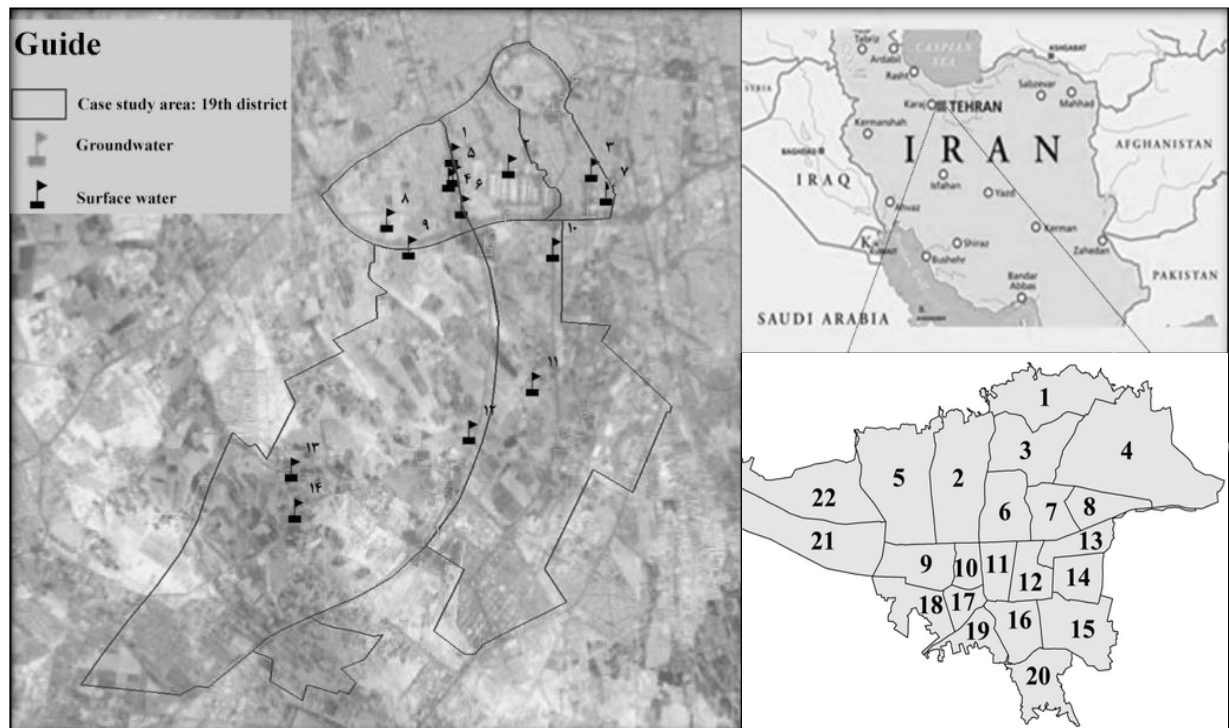 Guide
Case study area: 19th district
Groundwater
Surface water
۱
۲
۳
۵
۷
۴
۶
۸
۹
۱۰
۱۱
۱۲
۱۳
۱۴
Tabriz
CASPIAN
SEA
ASHGABAT
Ardabil
Rasht
Sabzevar
SYRIA
Karaj
TEHRAN
Mahhad
Kermanshah
IRAN
AFGHANISTAN
BAGHDAD
IRAQ
Isfahan
Yazd
Ahvaz
Kerman
Shiraz
Zahedan
KUWAIT
Bushehr
Bandar
Abbas
PAKISTAN
SAUDI ARABIA
1
3
4
5
2
22
6
7
8
21
13
9
10
11
12
14
18
17
16
15
19
20